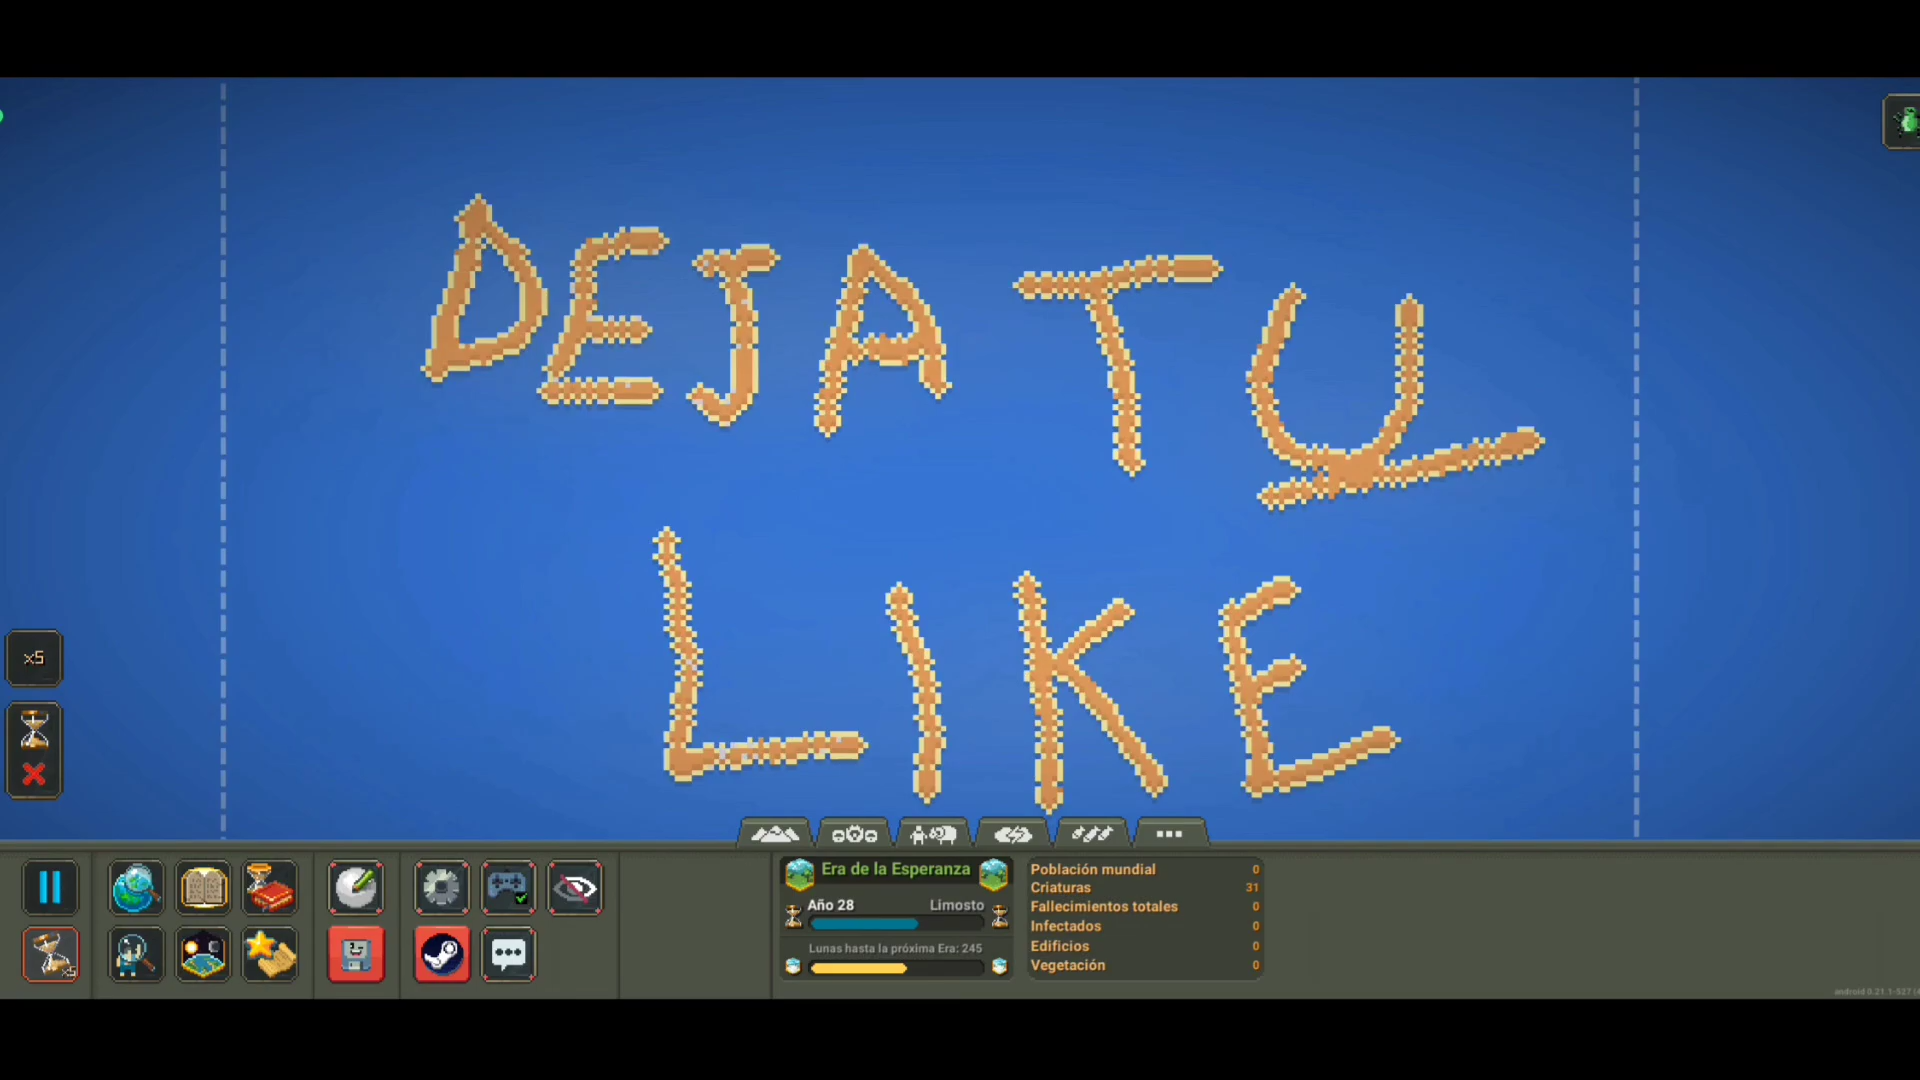 DEJA TU
LIKE
x5
x5
Era de la Esperanza
Año 28 Limosto
Lunas hasta la próxima Era: 245
Población mundial 0
Criaturas 31
Fallecimientos totales 0
Infectados 0
Edificios 0
Vegetación 0